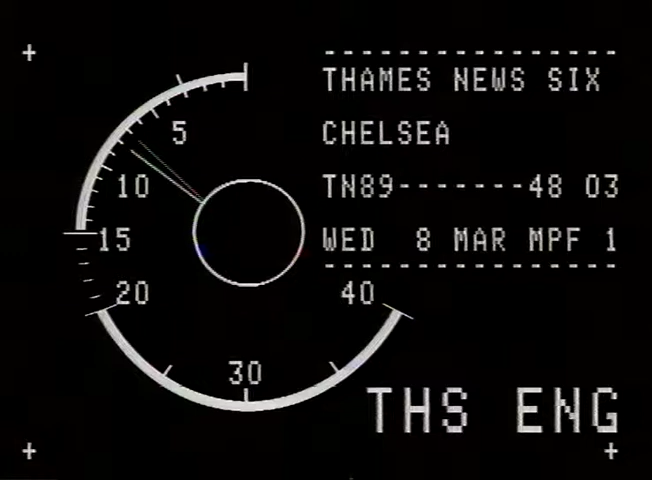 THAMES NEWS SIX
CHELSEA
TN89-------48 03
WED 8 MAR MPF 1
5
10
15
20
30
40
THS ENG